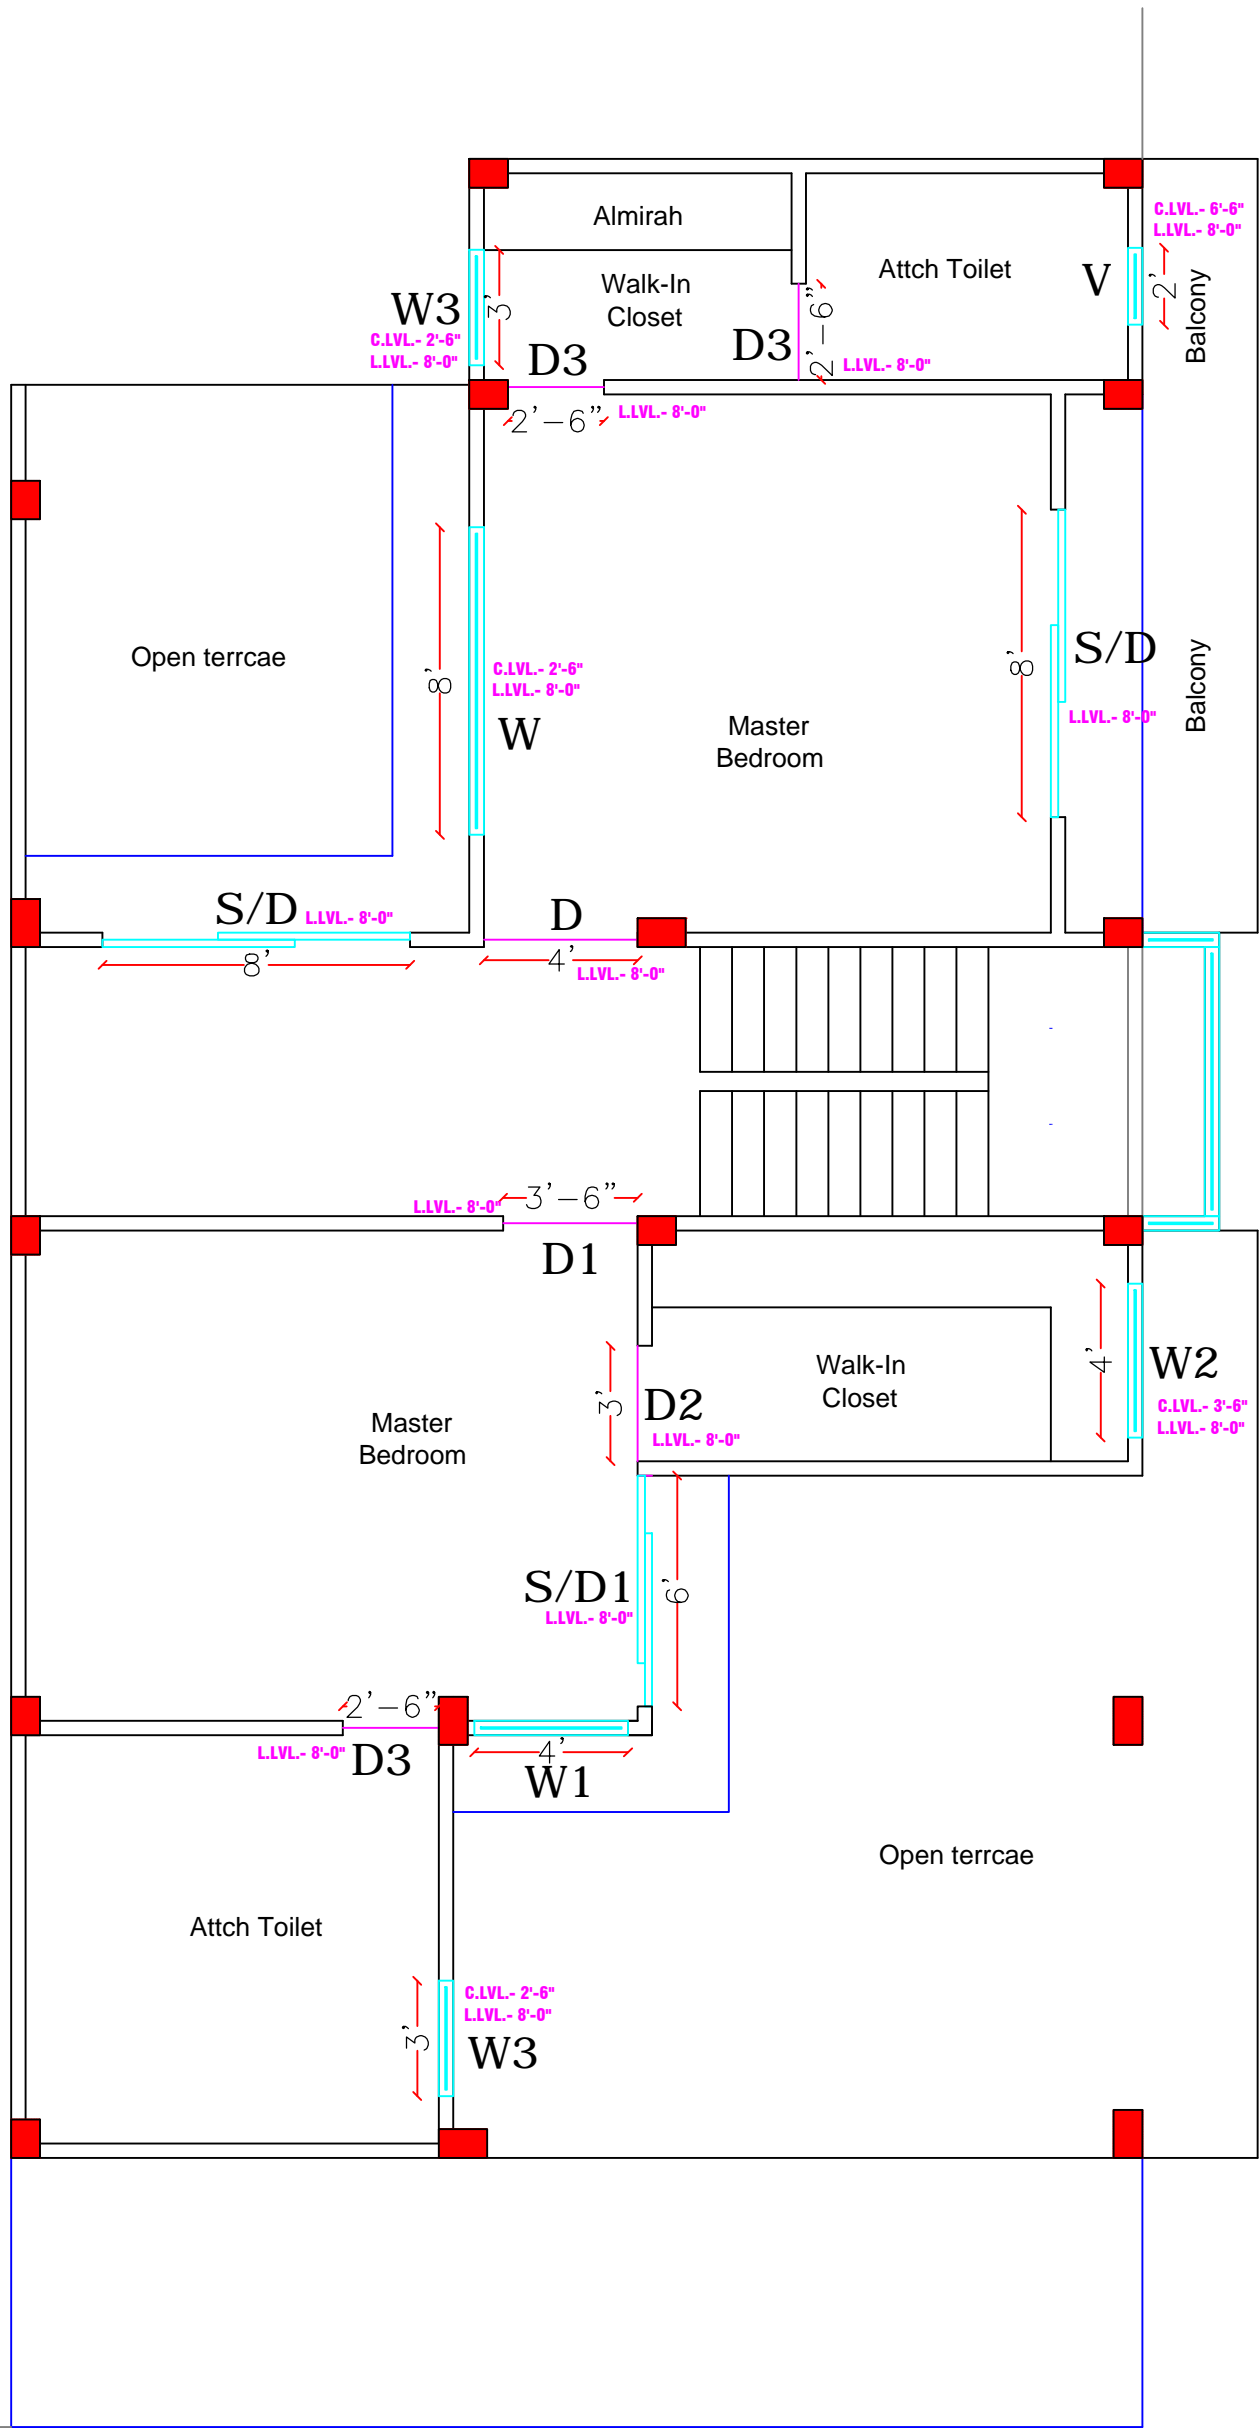 Almirah
C.LVL.- 6'-6"
L.LVL.- 8'-0"
Walk-In
Closet
Attch Toilet
V
2'
Balcony
W3
3'
C.LVL.- 2'-6"
L.LVL.- 8'-0"
D3
2'-6"
L.LVL.- 8'-0"
D3
2'-6"
L.LVL.- 8'-0"
Open terrcae
8'
C.LVL.- 2'-6"
L.LVL.- 8'-0"
W
Master
Bedroom
8'
S/D
L.LVL.- 8'-0"
Balcony
S/D
L.LVL.- 8'-0"
8'
D
4'
L.LVL.- 8'-0"
L.LVL.- 8'-0"
3'-6"
D1
Walk-In
Closet
4'
W2
C.LVL.- 3'-6"
L.LVL.- 8'-0"
3'
D2
L.LVL.- 8'-0"
Master
Bedroom
S/D1
L.LVL.- 8'-0"
6'
2'-6"
L.LVL.- 8'-0"
D3
4'
W1
Open terrcae
Attch Toilet
3'
C.LVL.- 2'-6"
L.LVL.- 8'-0"
W3